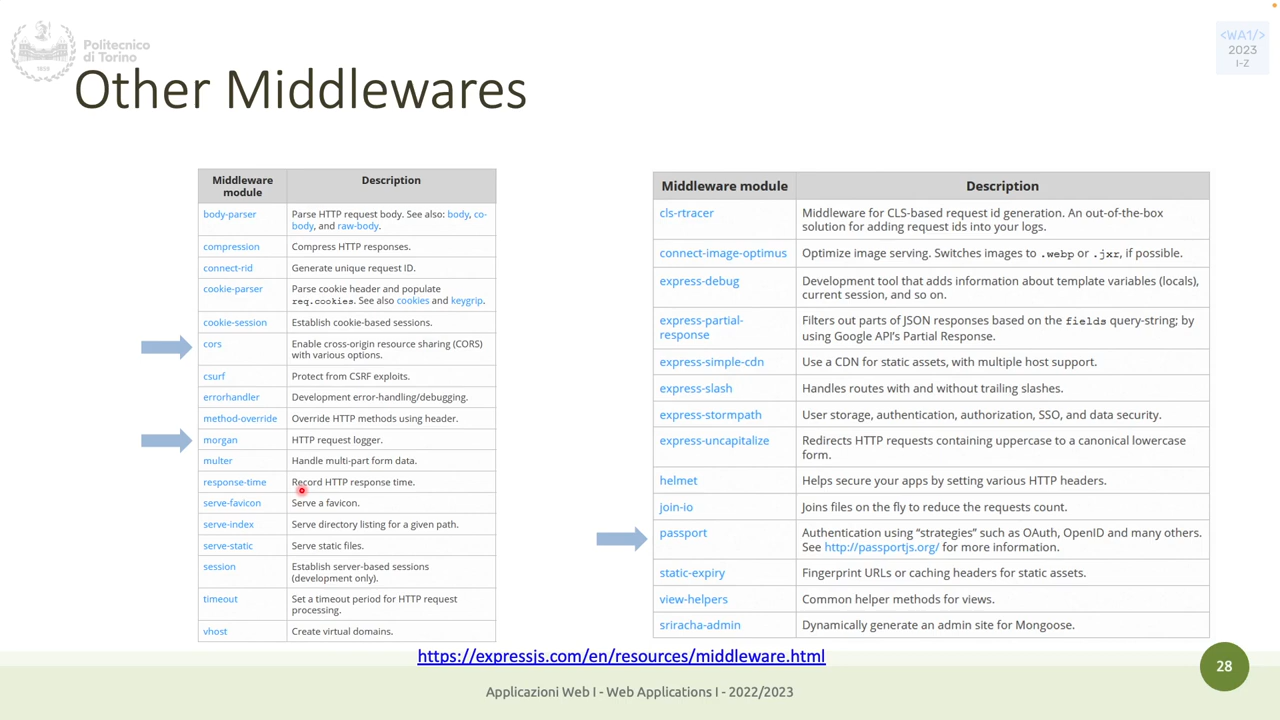 Politecnico
di Torino
<WA1/>
2023
I-Z
Other Middlewares
Middleware
module
Description
body-parser
Parse HTTP request body. See also: body, co-
body, and raw-body.
compression
Compress HTTP responses.
connect-rid
Generate unique request ID.
cookie-parser
Parse cookie header and populate
req.cookies. See also cookies and keygrip.
cookie-session
Establish cookie-based sessions.
cors
Enable cross-origin resource sharing (CORS)
with various options.
csurf
Protect from CSRF exploits.
errorhandler
Development error-handling/debugging.
method-override
Override HTTP methods using header.
morgan
HTTP request logger.
multer
Handle multi-part form data.
response-time
Record HTTP response time.
serve-favicon
Serve a favicon.
serve-index
Serve directory listing for a given path.
serve-static
Serve static files.
session
Establish server-based sessions
(development only).
timeout
Set a timeout period for HTTP request
processing.
vhost
Create virtual domains.
Middleware module
Description
cls-rtracer
Middleware for CLS-based request id generation. An out-of-the-box
solution for adding request ids into your logs.
connect-image-optimus
Optimize image serving. Switches images to .webp or .jxr, if possible.
express-debug
Development tool that adds information about template variables (locals),
current session, and so on.
express-partial-
response
Filters out parts of JSON responses based on the fields query-string; by
using Google API's Partial Response.
express-simple-cdn
Use a CDN for static assets, with multiple host support.
express-slash
Handles routes with and without trailing slashes.
express-stormpath
User storage, authentication, authorization, SSO, and data security.
express-uncapitalize
Redirects HTTP requests containing uppercase to a canonical lowercase
form.
helmet
Helps secure your apps by setting various HTTP headers.
join-io
Joins files on the fly to reduce the requests count.
passport
Authentication using “strategies” such as OAuth, OpenID and many others.
See http://passportjs.org/ for more information.
static-expiry
Fingerprint URLs or caching headers for static assets.
view-helpers
Common helper methods for views.
sriracha-admin
Dynamically generate an admin site for Mongoose.
https://expressjs.com/en/resources/middleware.html
Applicazioni Web I - Web Applications I - 2022/2023
28